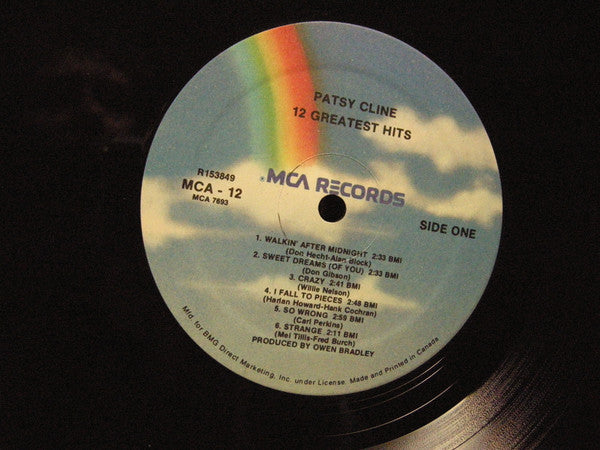 PATSY CLINE
12 GREATEST HITS
R153849
MCA - 12
MCA 7693
®MCA RECORDS
SIDE ONE
1. WALKIN' AFTER MIDNIGHT 2:33 BMI
(Don Hecht-Alan dlock)
2. SWEET DREAMS (OF YOU) 2:33 BMI
(Don Gibson)
3. CRAZY 2:41 BMI
(Willie Nelson)
4. I FALL TO PIECES 2:48 BMI
(Harlan Howard-Hank Cochran)
5. SO WRONG 2:59 BMI
(Carl Perkins)
6. STRANGE 2:11 BMI
(Mel Tillis-Fred Burch)
PRODUCED BY OWEN BRADLEY
Mfd. for BMG Direct Marketing, Inc. under License. Made and Printed in Canada